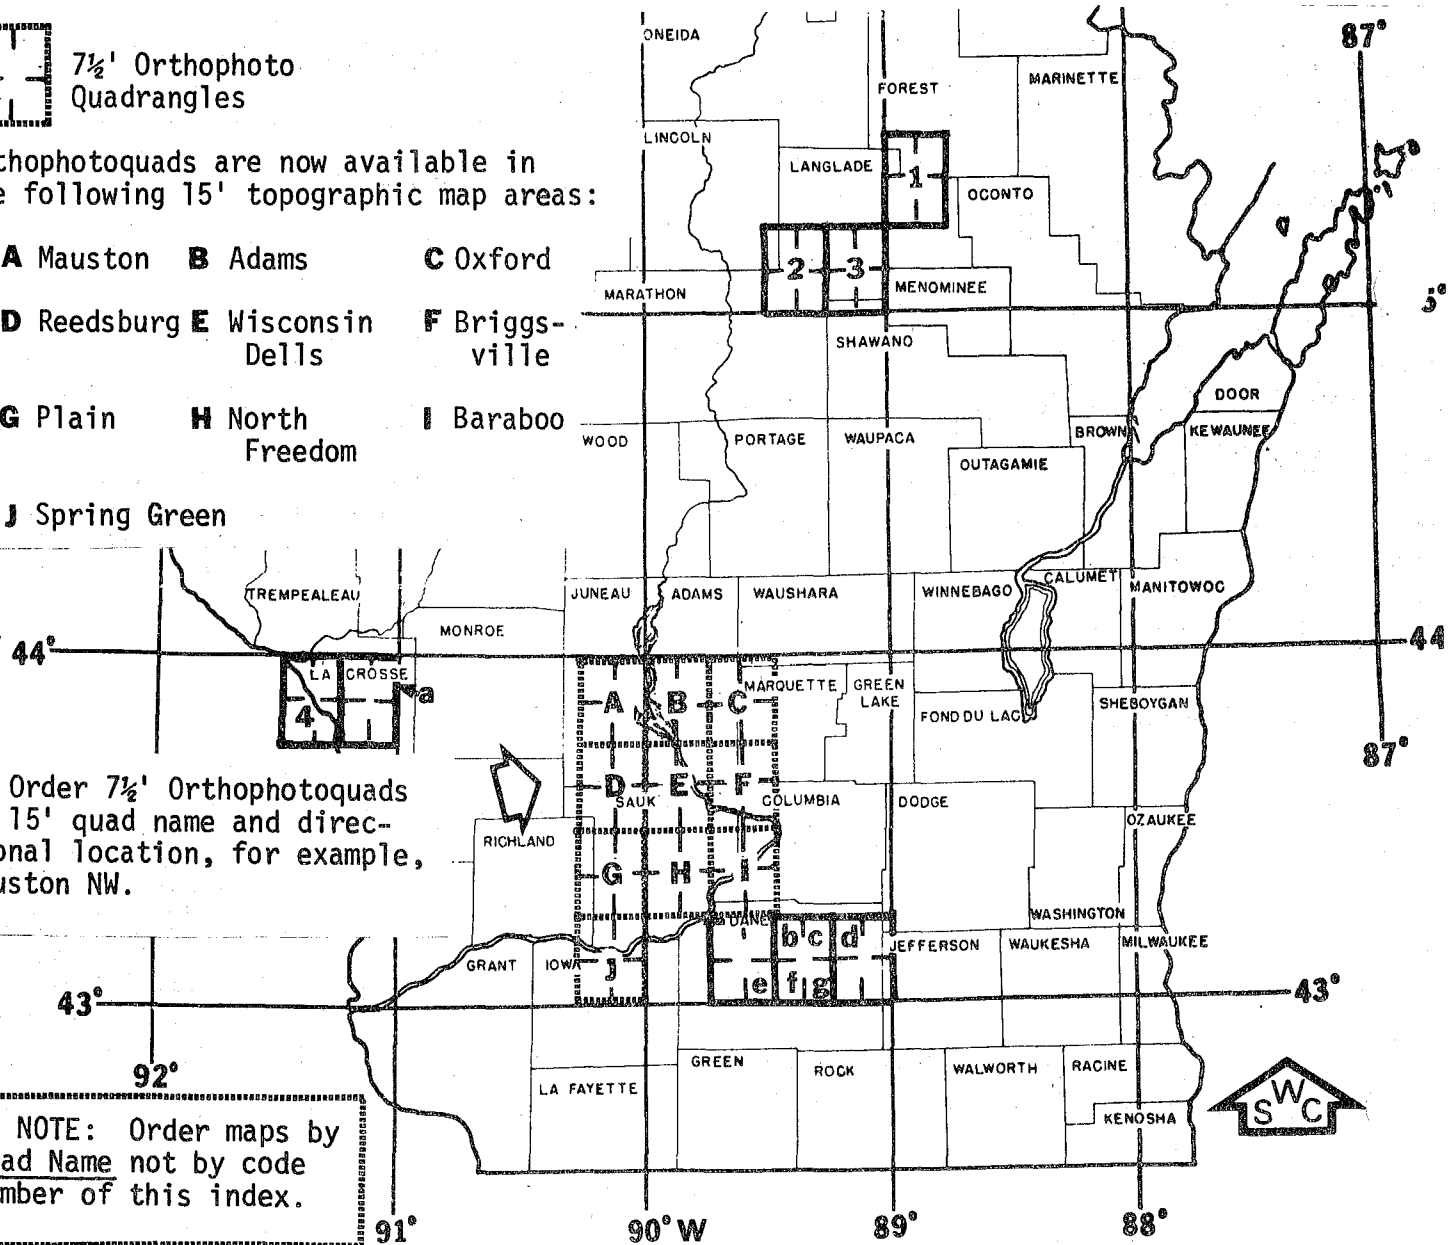 7½' Orthophoto
Quadrangles
thophotoquads are now available in
e following 15' topographic map areas:
A Mauston B Adams C Oxford
D Reedsburg E Wisconsin Dells F Briggs-ville
G Plain H North Freedom I Baraboo
J Spring Green
ONEIDA
FOREST
MARINETTE
87°
LINCOLN
LANGLADE
1
OCONTO
2
3
MARATHON
MENOMINEE
5°
SHAWANO
DOOR
WOOD
PORTAGE
WAUPACA
BROWN
KEWAUNEE
OUTAGAMIE
TREMPEALEAU
JUNEAU
ADAMS
WAUSHARA
WINNEBAGO
CALUMET
MANITOWOC
MONROE
44°
44
LA CROSSE
a
4
A
B
C
MARQUETTE
GREEN
LAKE
FOND DU LAC
SHEBOYGAN
87°
Order 7½' Orthophotoquads
15' quad name and direc-
onal location, for example,
uston NW.
D
E
F
SAUK
COLUMBIA
DODGE
OZAUKEE
RICHLAND
G
H
I
WASHINGTON
DANE
b
c
d
JEFFERSON
WAUKESHA
MILWAUKEE
GRANT
IOWA
J
e
f
g
43°
43°
92°
GREEN
ROCK
WALWORTH
RACINE
LA FAYETTE
KENOSHA
SWC
NOTE: Order maps by
ad Name not by code
mber of this index.
91°
90°W
89°
88°